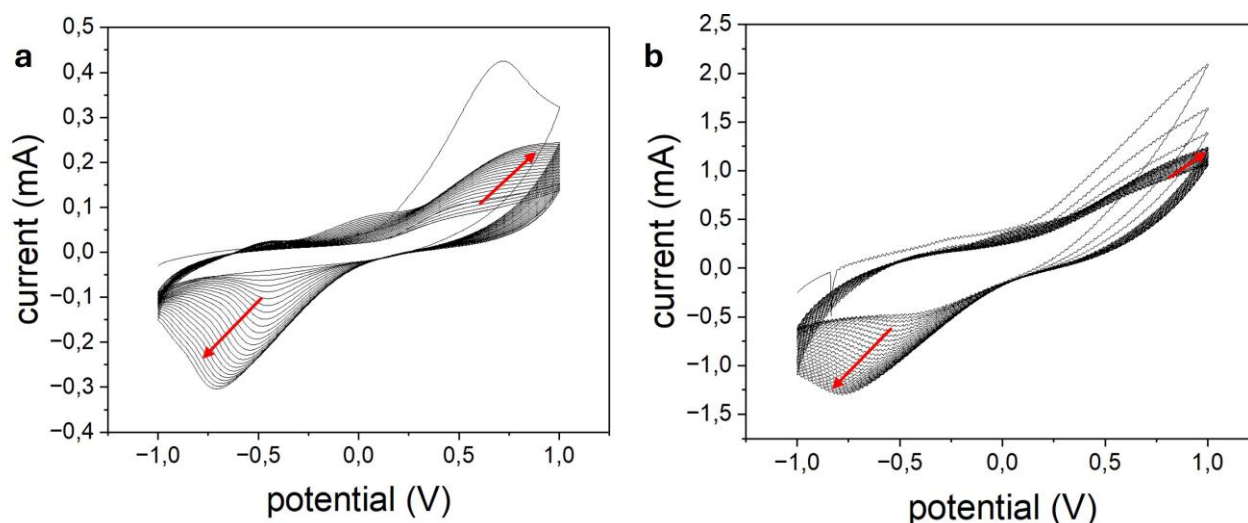 a
0,5
0,4
0,3
0,2
0,1
0,0
−0,1
−0,2
−0,3
−0,4
current (mA)
−1,0 −0,5 0,0 0,5 1,0
potential (V)
b
2,5
2,0
1,5
1,0
0,5
0,0
−0,5
−1,0
−1,5
current (mA)
−1,0 −0,5 0,0 0,5 1,0
potential (V)